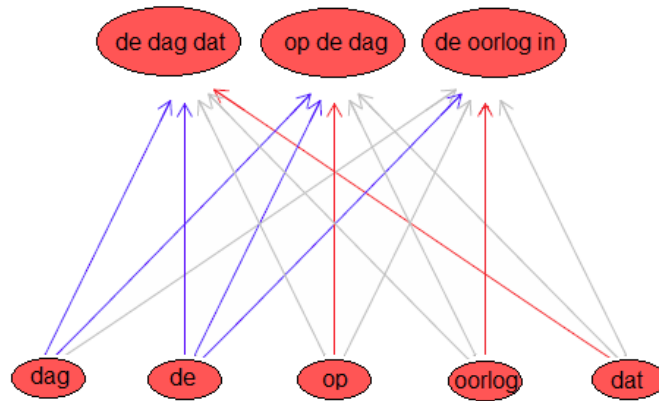 de dag dat
op de dag
de oorlog in
dag
de
op
oorlog
dat